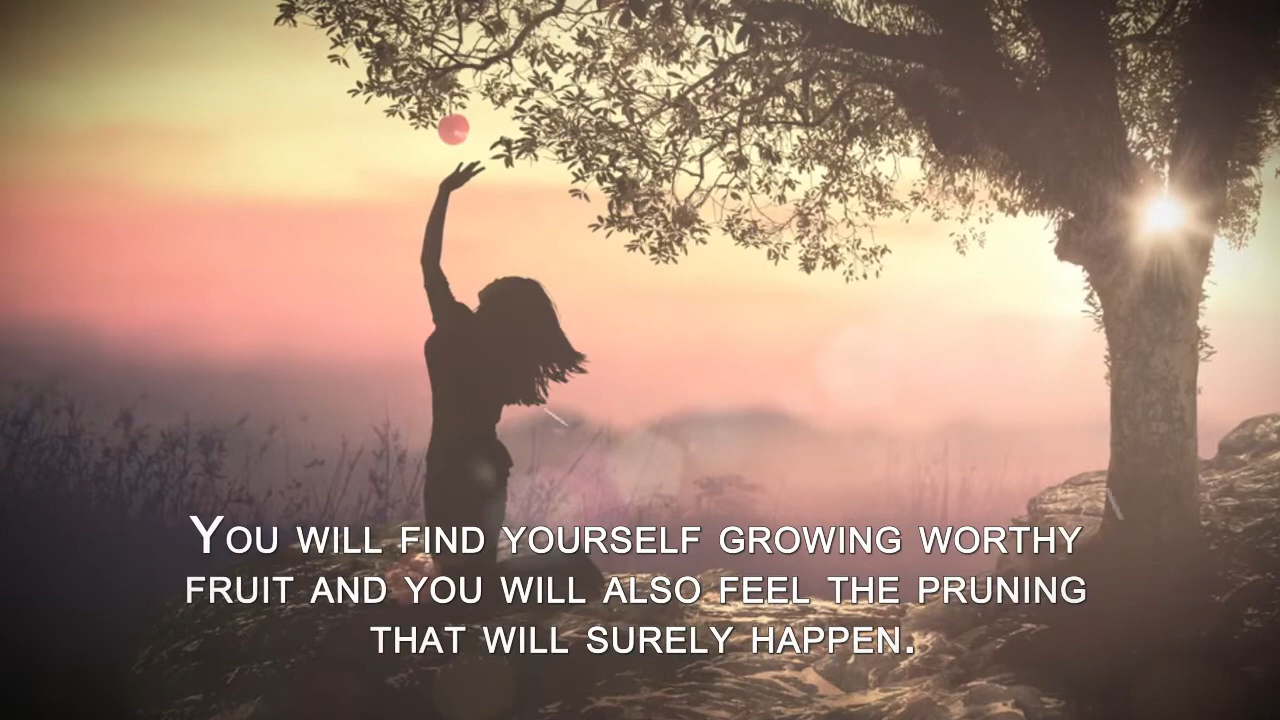 You will find yourself growing worthy
fruit and you will also feel the pruning
that will surely happen.